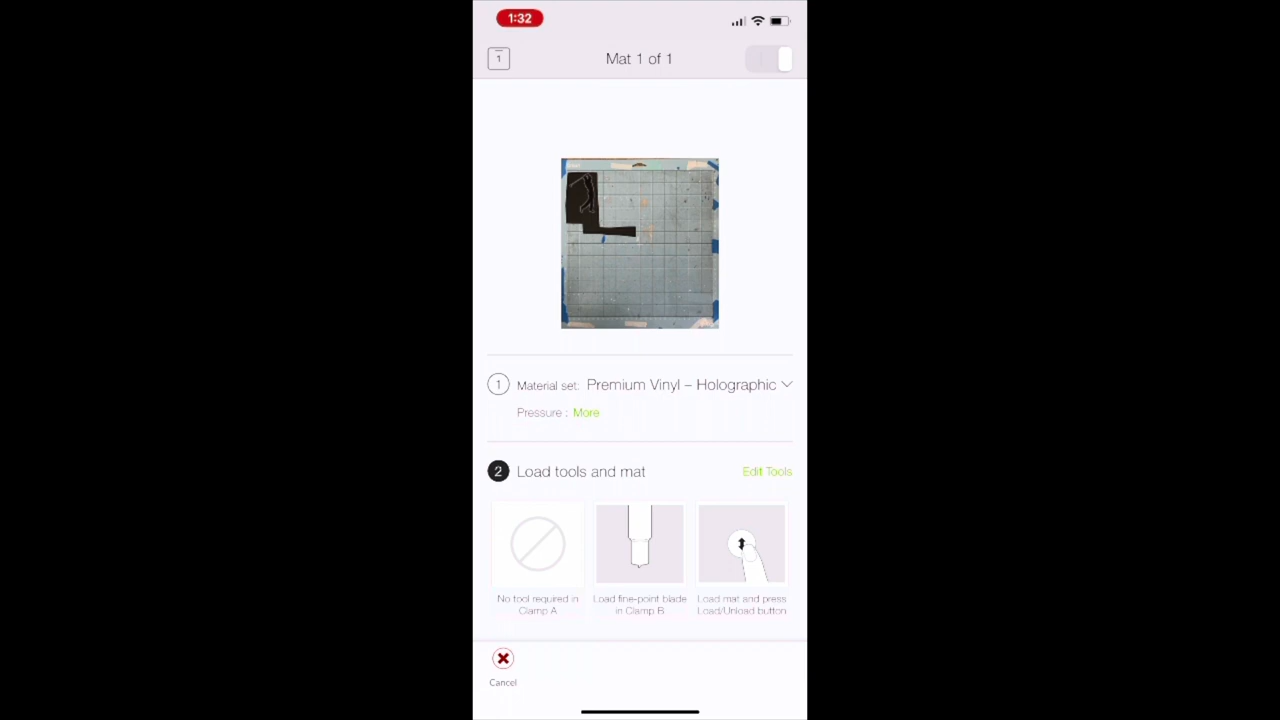 1:32
1
Mat 1 of 1
1
Material set: Premium Vinyl – Holographic
Pressure : More
2
Load tools and mat
Edit Tools
No tool required in
Clamp A
Load fine-point blade
in Clamp B
Load mat and press
Load/Unload button
Cancel